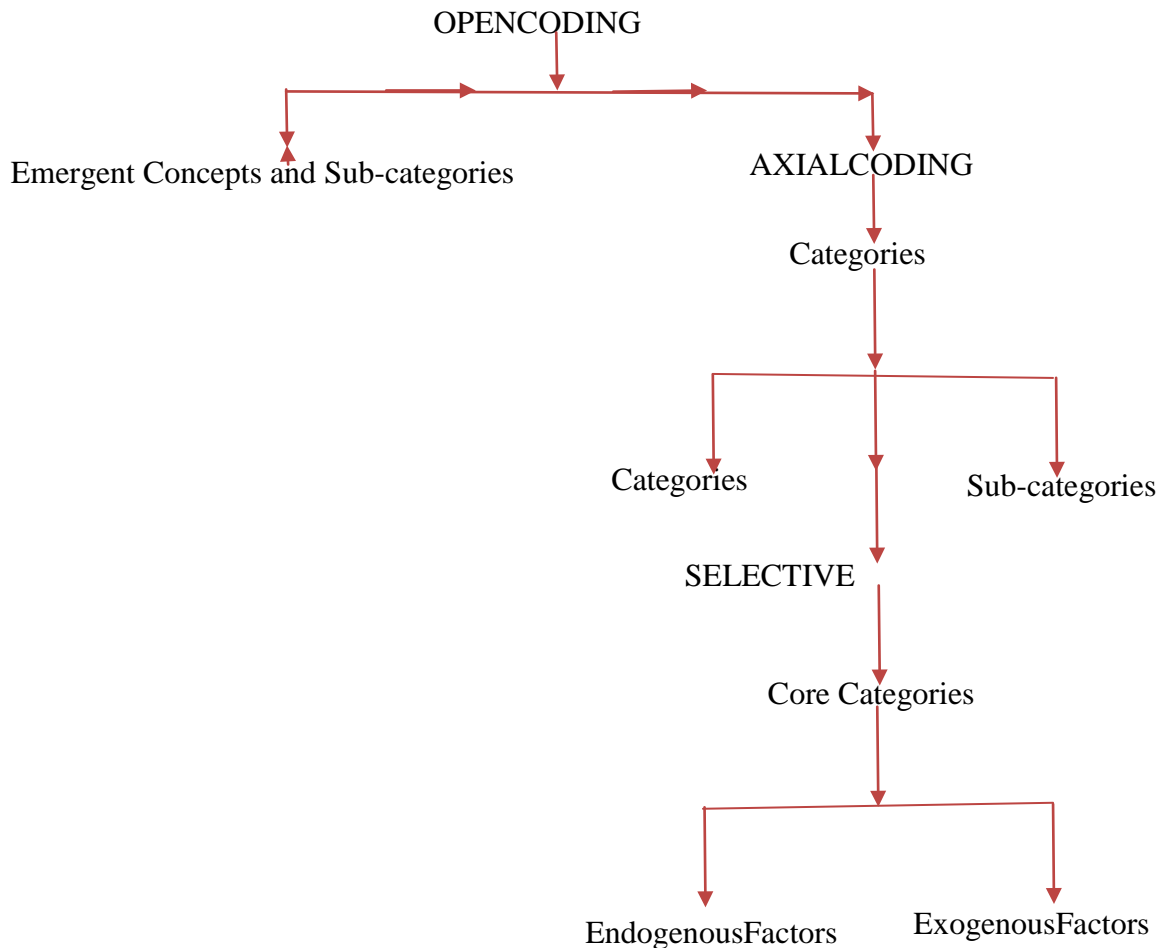 OPENCODING
Emergent Concepts and Sub-categories
AXIALCODING
Categories
Categories
Sub-categories
SELECTIVE
Core Categories
EndogenousFactors
ExogenousFactors